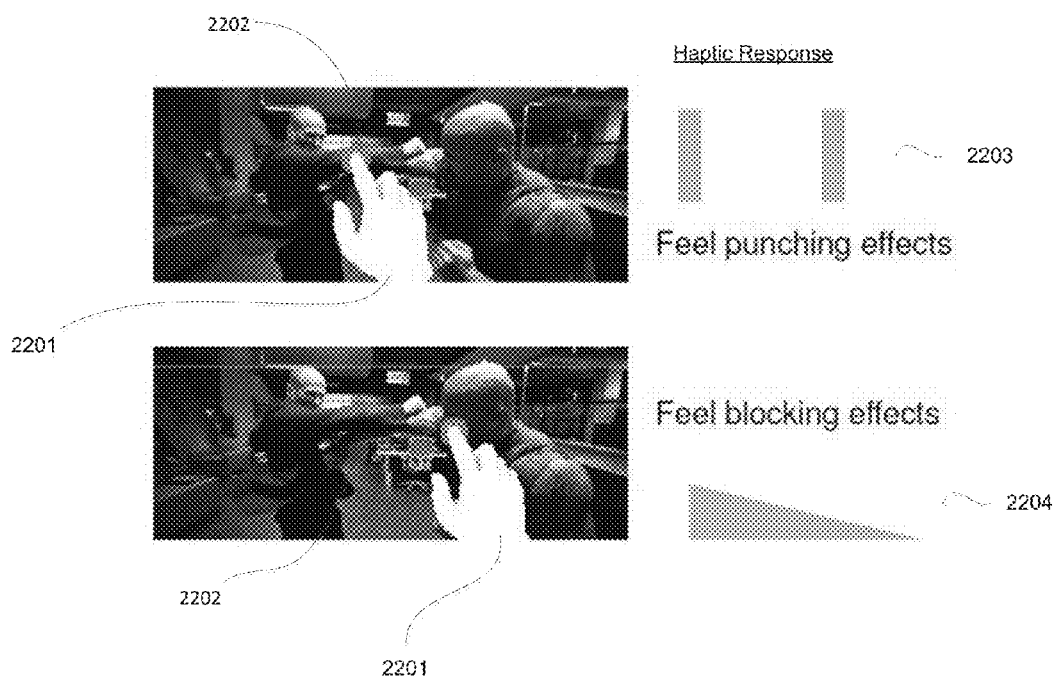 2202
Haptic Response
2203
Feel punching effects
2201
Feel blocking effects
2204
2202
2201